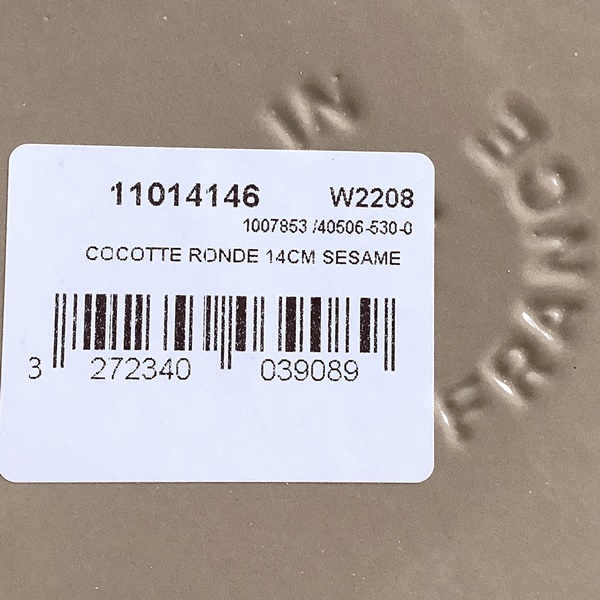 IN
FRANCE
11014146 W2208
1007853 /40506-530-0
COCOTTE RONDE 14CM SESAME
3 272340 039089